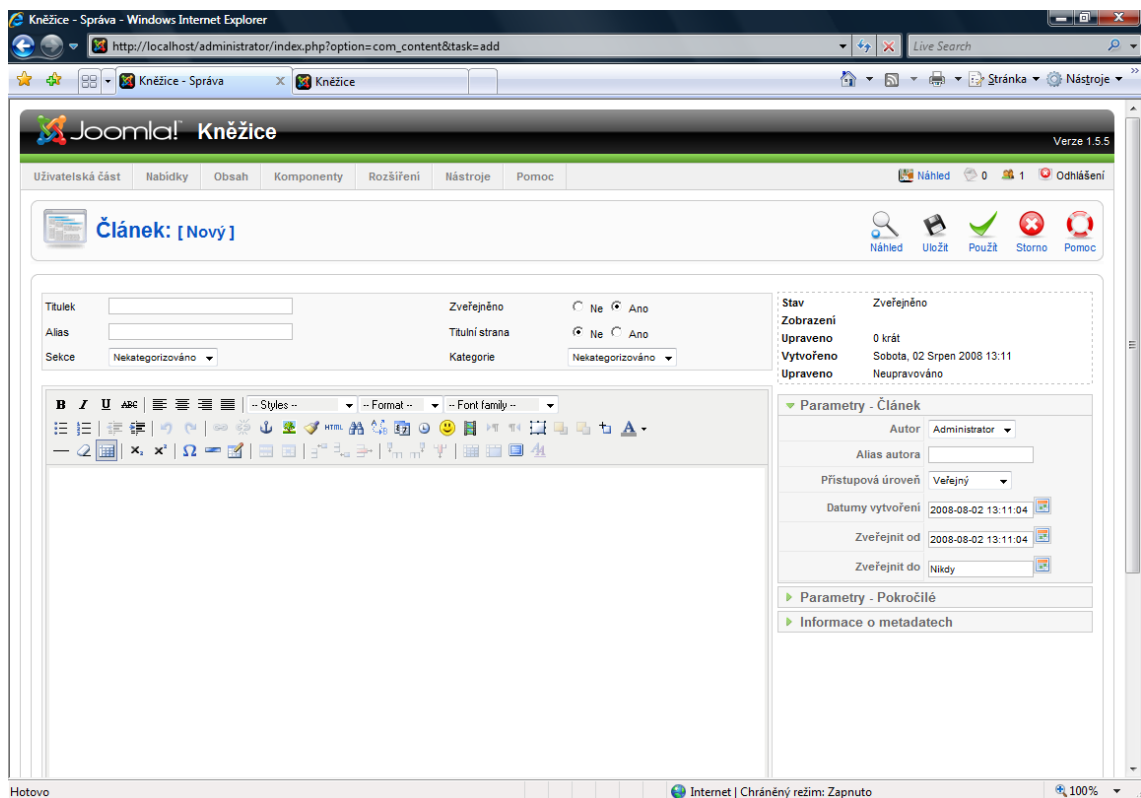 Kněžice - Správa - Windows Internet Explorer
http://localhost/administrator/index.php?option=com_content&task=add
Live Search
Kněžice - Správa
Kněžice
Stránka
Nástroje
Joomla! Kněžice
Verze 1.5.5
Uživatelská část Nabídky Obsah Komponenty Rozšíření Nástroje Pomoc
Náhled 0 1 Odhlášení
Článek: [ Nový ]
Náhled Uložit Použít Storno Pomoc
Titulek
Zveřejněno Ne Ano
Alias
Titulní strana Ne Ano
Sekce Nekategorizováno
Kategorie Nekategorizováno
B I U ABC -- Styles -- -- Format -- -- Font family --
HTML
Stav Zveřejněno
Zobrazení
Upraveno 0 krát
Vytvořeno Sobota, 02 Srpen 2008 13:11
Upraveno Neupravováno
Parametry - Článek
Autor Administrator
Alias autora
Přístupová úroveň Veřejný
Datumy vytvoření 2008-08-02 13:11:04
Zveřejnit od 2008-08-02 13:11:04
Zveřejnit do Nikdy
Parametry - Pokročilé
Informace o metadatech
Hotovo
Internet | Chráněný režim: Zapnuto
100%